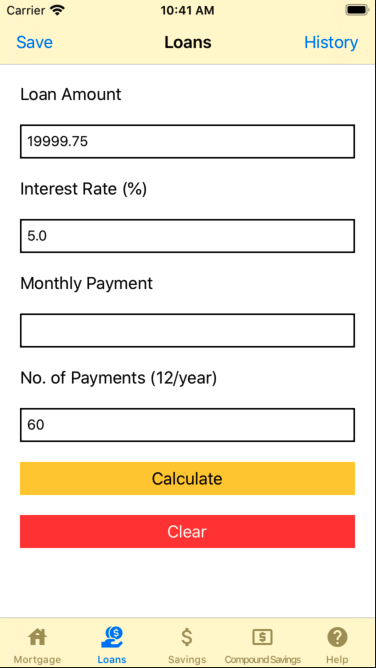 Carrier 10:41 AM
Save Loans History
Loan Amount
19999.75
Interest Rate (%)
5.0
Monthly Payment
No. of Payments (12/year)
60
Calculate
Clear
Mortgage Loans Savings Compound Savings Help